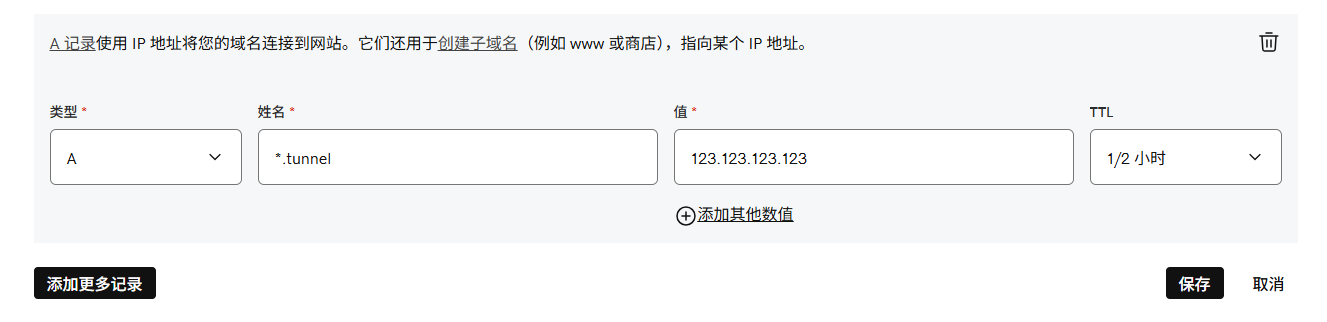 A 记录使用 IP 地址将您的域名连接到网站。它们还用于创建子域名（例如 www 或商店），指向某个 IP 地址。
类型 * 姓名 * 值 * TTL
A *.tunnel 123.123.123.123 1/2 小时
添加其他数值
添加更多记录 保存 取消